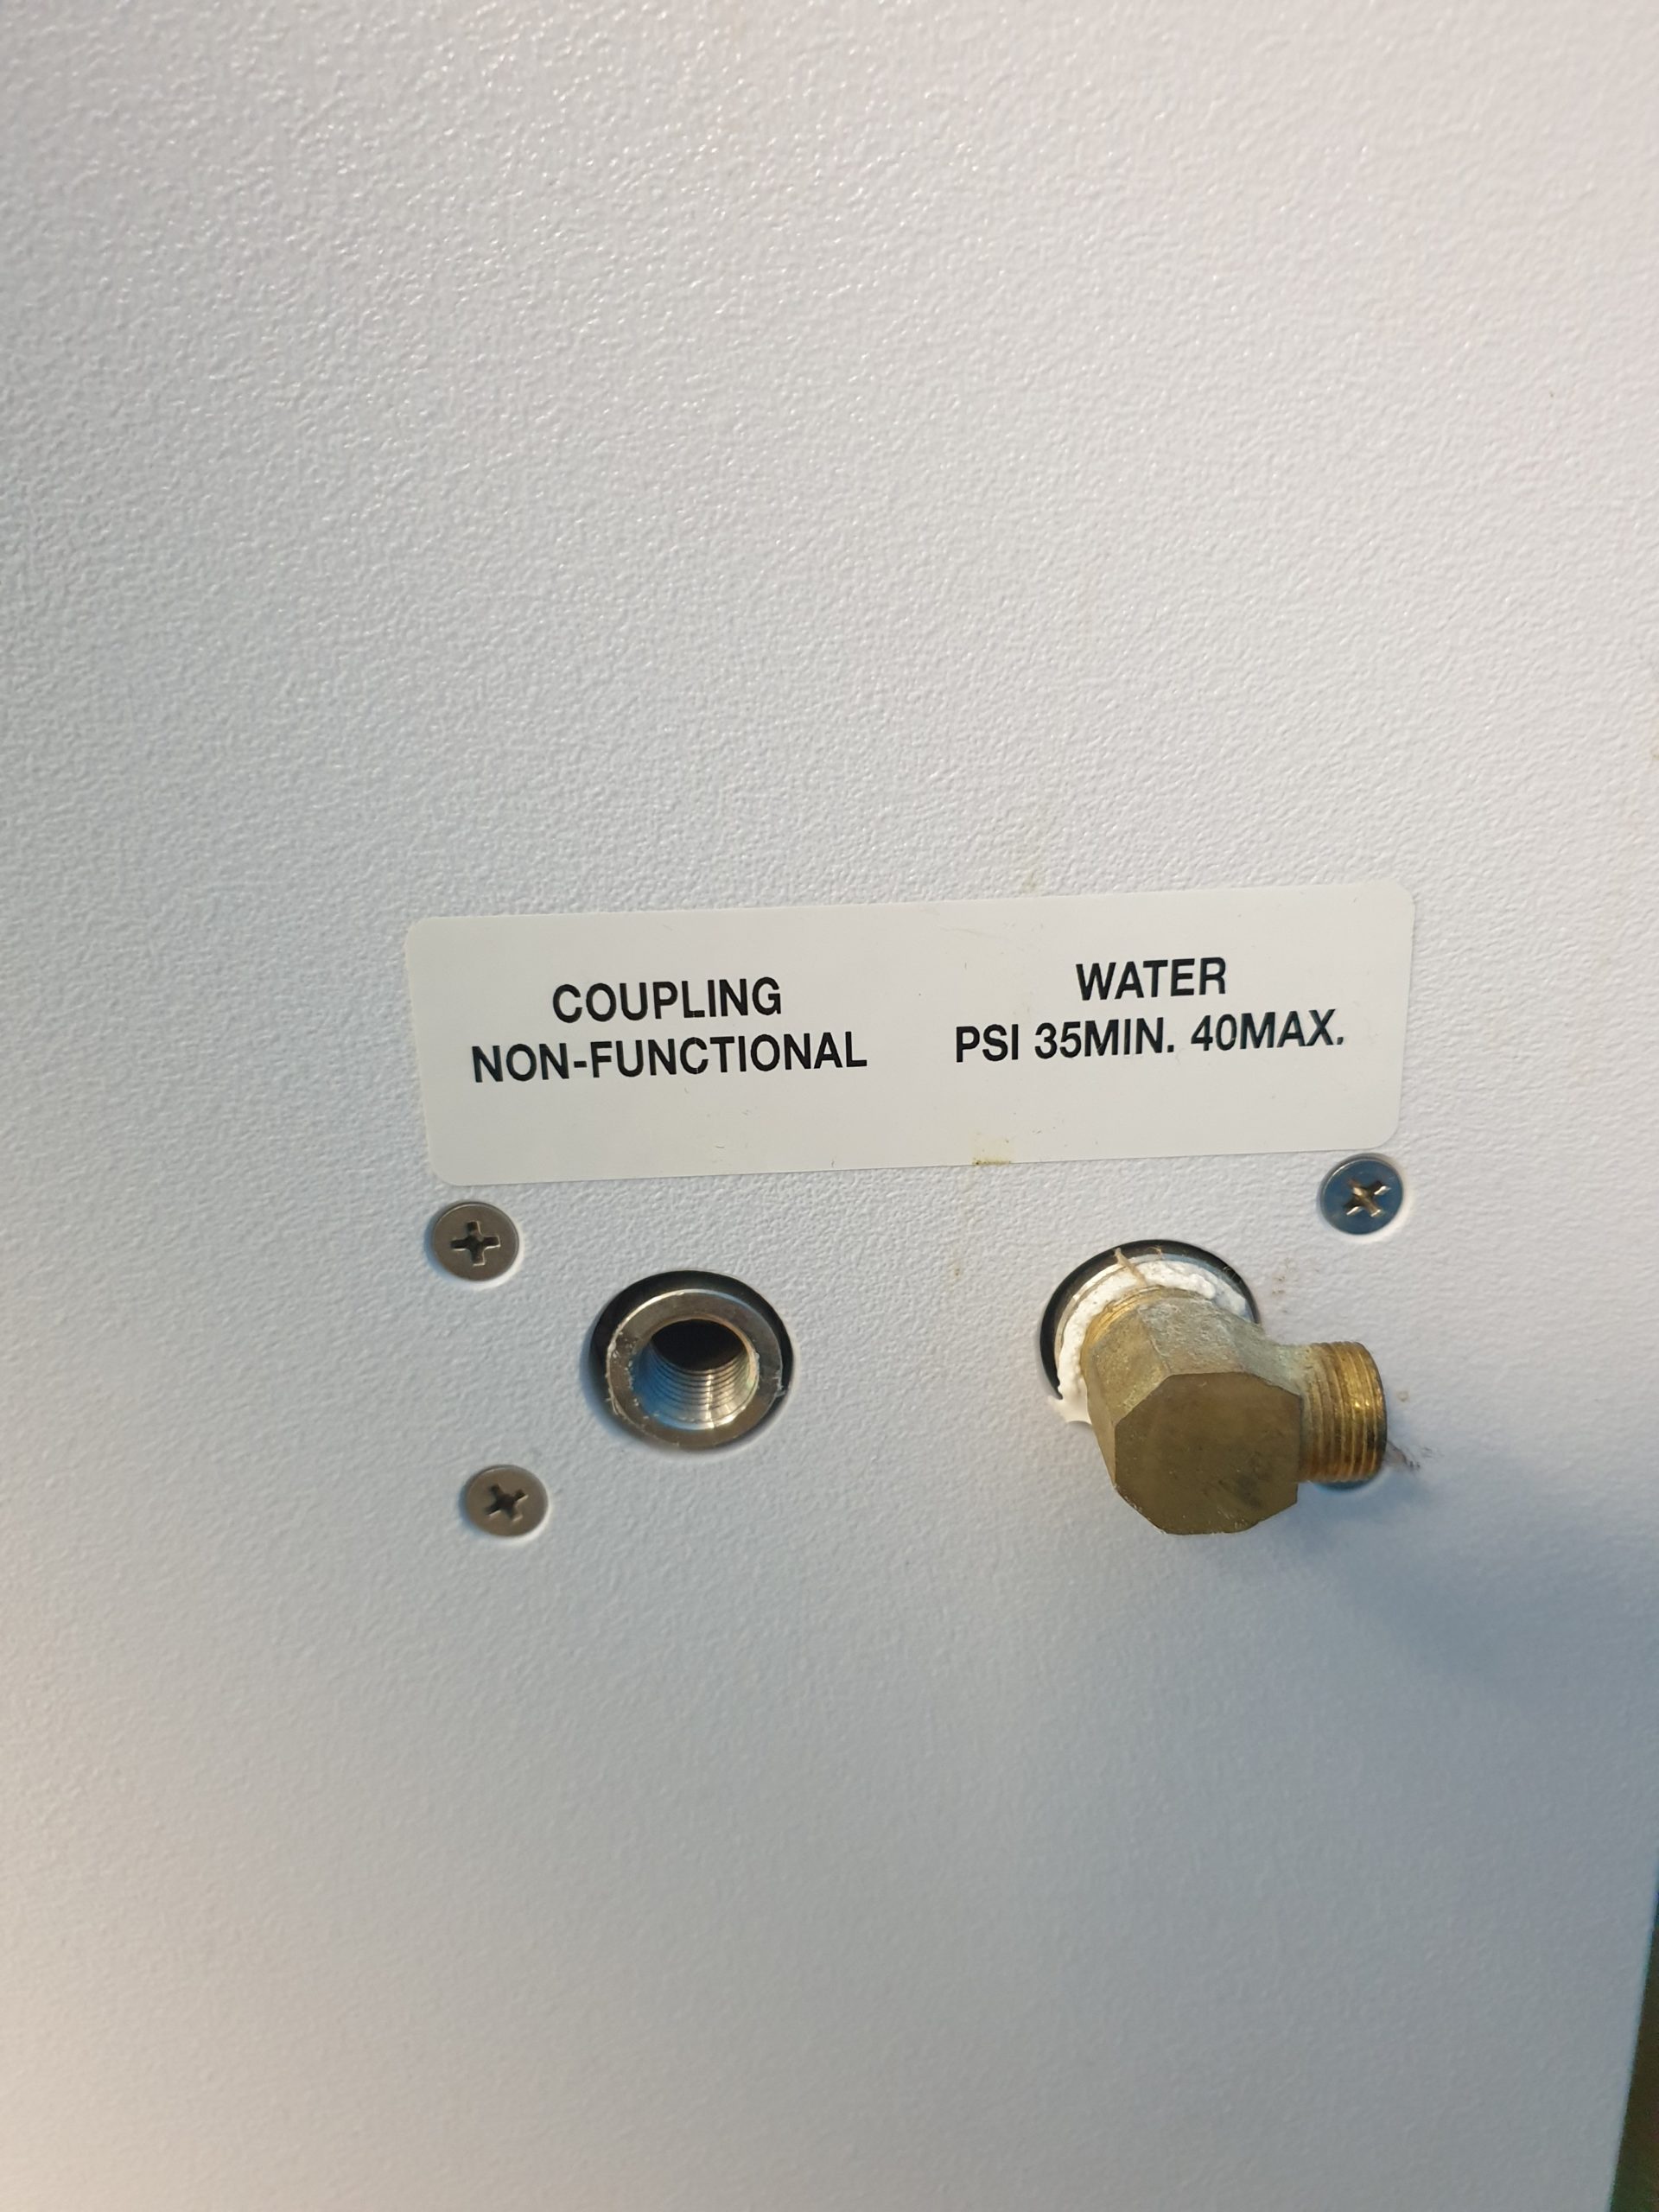 COUPLING
NON-FUNCTIONAL
WATER
PSI 35MIN. 40MAX.